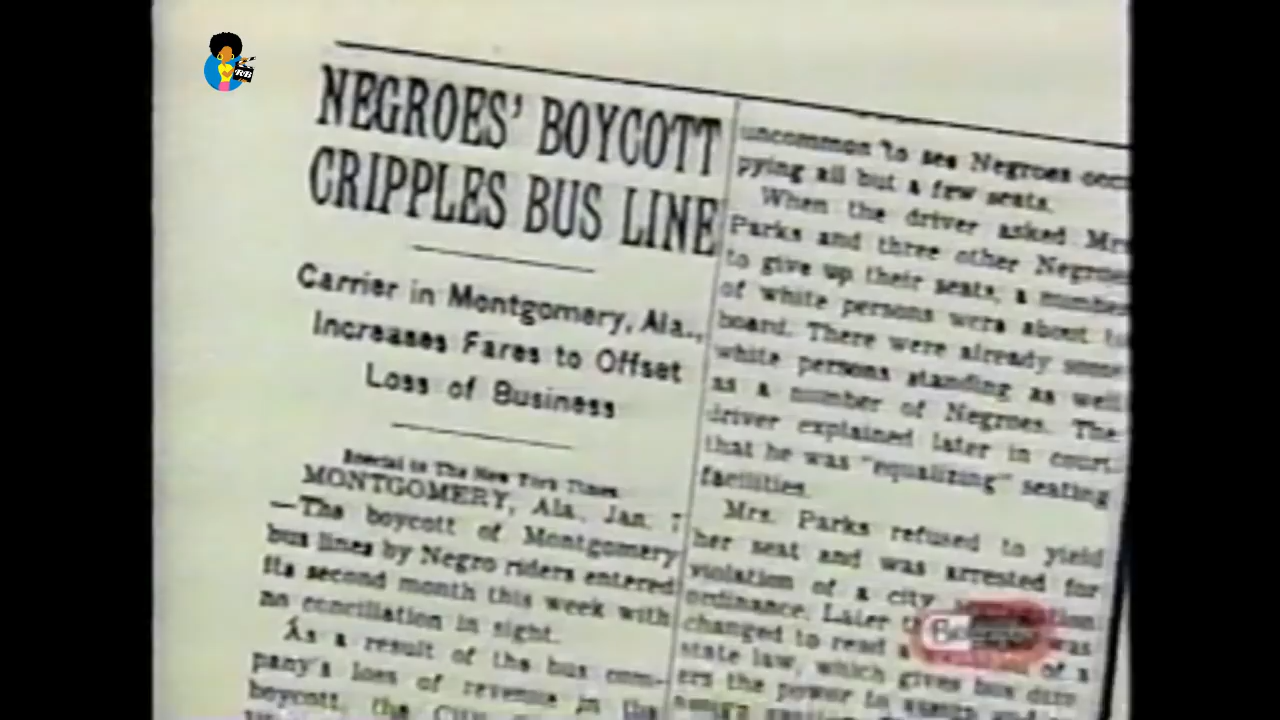 NEGROES' BOYCOTT
CRIPPLES BUS LINE
Carrier in Montgomery, Ala.,
Increases Fares to Offset
Loss of Business
Special to The New York Times
MONTGOMERY, Ala., Jan. 7
—The boycott of Montgomery
bus lines by Negro riders entered
its second month this week with
no conciliation in sight.
As a result of the bus com-
pany's loss of revenue in the
boycott, the
uncommon to see Negroes occu
pying all but a few seats.
When the driver asked Mrs
Parks and three other Negroes
to give up their seats, a number
of white persons were about to
board. There were already some
white persons standing as well
as a number of Negroes. The
driver explained later in court
that he was "equalizing" seating
facilities.
Mrs. Parks refused to yield
her seat and was arrested for
violation of a city
ordinance. Later was
changed to read a of a
state law, which gives bus
ers the power to assign
RB